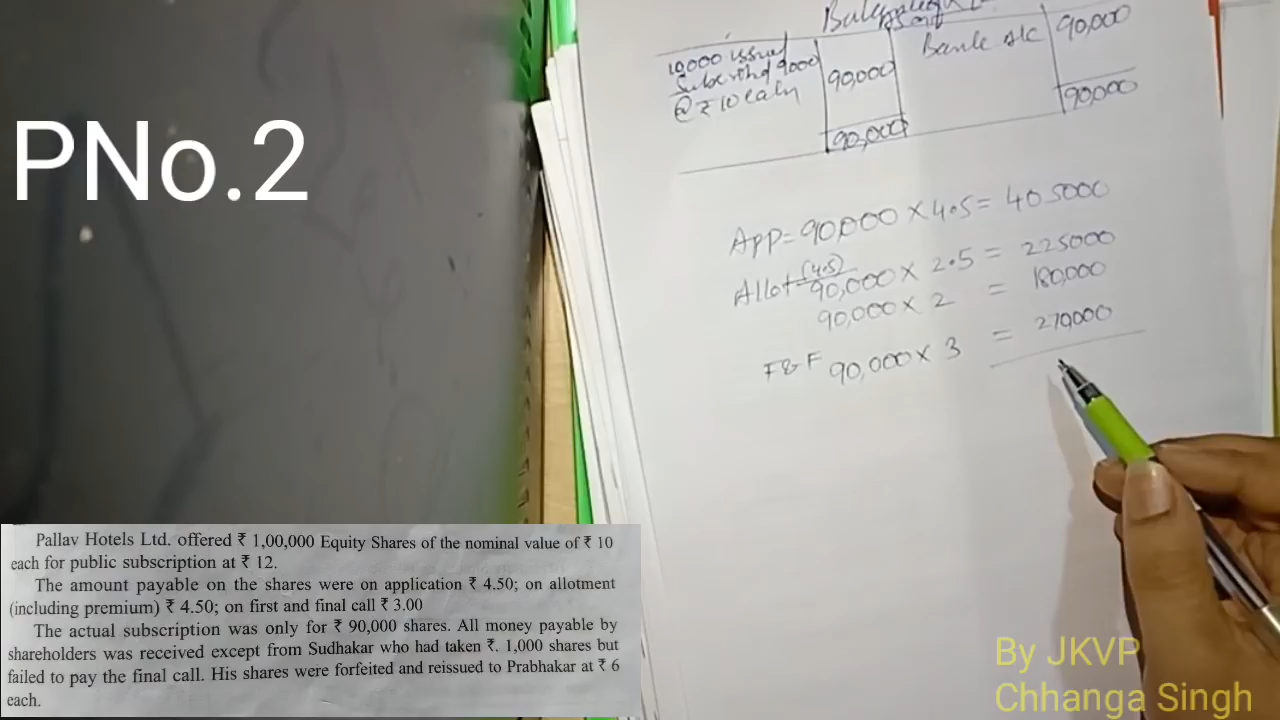 PNo.2
10,000 issued
@ ₹ 10 each
90,000
90,000
Bank A/c
90,000
90,000
App = 90,000 × 4.5 = 405000
Allot (4.5) 90,000 × 2.5 = 225000
90,000 × 2 = 180,000
F&F 90,000 × 3 = 270000
Pallav Hotels Ltd. offered ₹ 1,00,000 Equity Shares of the nominal value of ₹ 10
each for public subscription at ₹ 12.
The amount payable on the shares were on application ₹ 4.50; on allotment
(including premium) ₹ 4.50; on first and final call ₹ 3.00
The actual subscription was only for ₹ 90,000 shares. All money payable by
shareholders was received except from Sudhakar who had taken ₹. 1,000 shares but
failed to pay the final call. His shares were forfeited and reissued to Prabhakar at ₹ 6
each.
By JKVP
Chhanga Singh